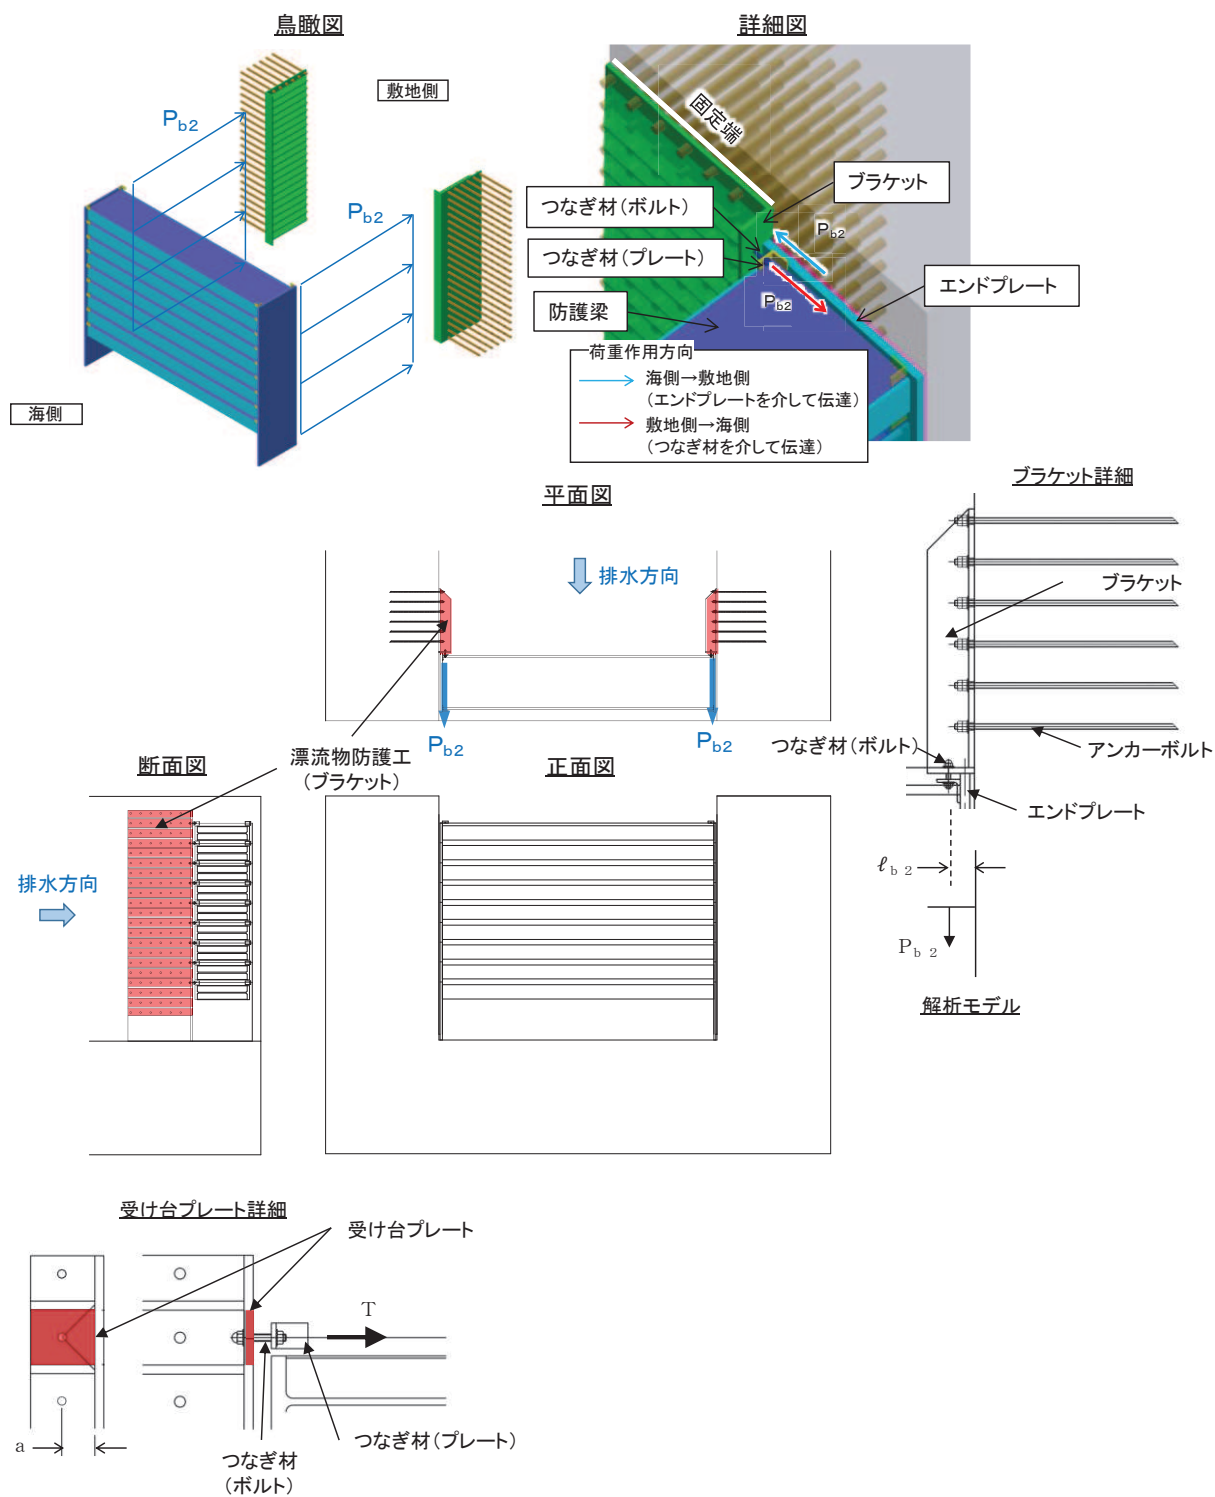 鳥瞰図
敷地側
Pb2
Pb2
海側
詳細図
固定端
ブラケット
つなぎ材(ボルト)
Pb2
つなぎ材(プレート)
エンドプレート
Pb2
防護梁
荷重作用方向
海側→敷地側
(エンドプレートを介して伝達)
敷地側→海側
(つなぎ材を介して伝達)
平面図
排水方向
Pb2
Pb2
漂流物防護工
(ブラケット)
ブラケット詳細
ブラケット
つなぎ材(ボルト)
アンカーボルト
エンドプレート
ℓb2
Pb2
解析モデル
断面図
排水方向
正面図
受け台プレート詳細
受け台プレート
T
a
つなぎ材
(ボルト)
つなぎ材(プレート)